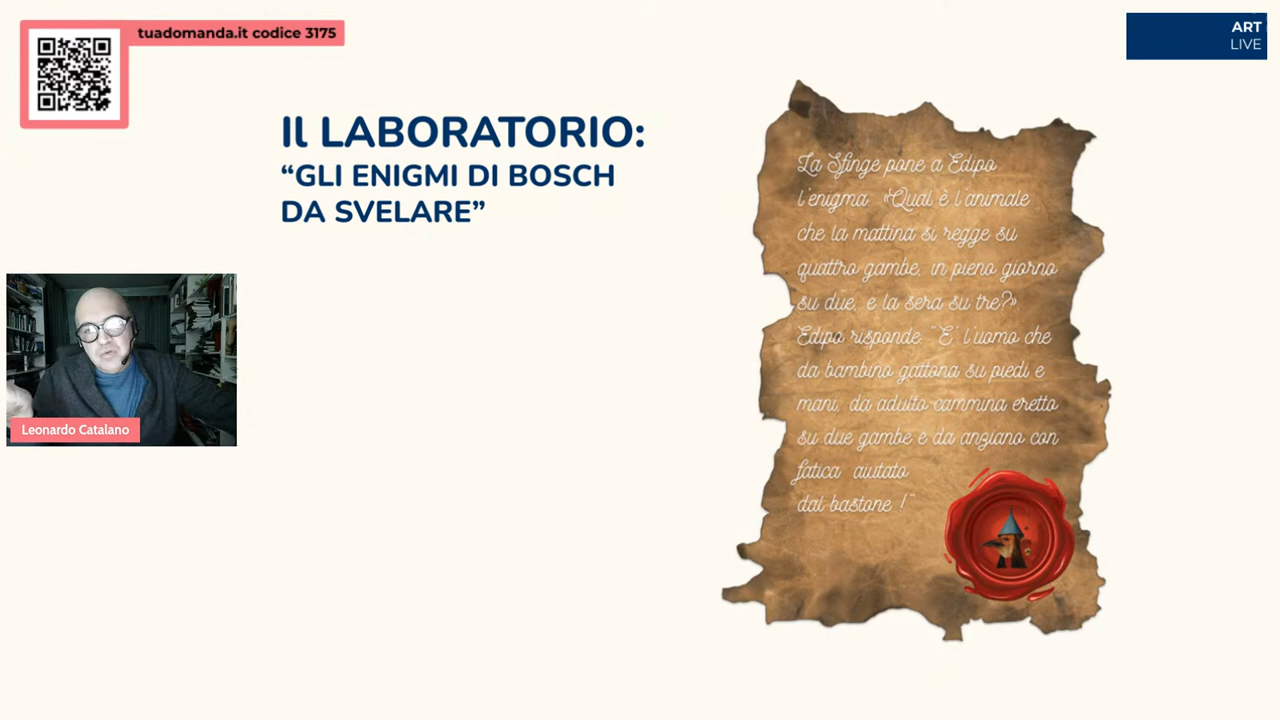 tuadomanda.it codice 3175
ART
LIVE
Il LABORATORIO:
“GLI ENIGMI DI BOSCH
DA SVELARE”
La Sfinge pone a Edipo
l'enigma «Qual è l'animale
che la mattina si regge su
quattro gambe, in pieno giorno
su due, e la sera su tre?»
Edipo risponde: "E' l'uomo che
da bambino gattona su piedi e
mani, da adulto cammina eretto
su due gambe e da anziano con
fatica aiutato
dal bastone !"
Leonardo Catalano